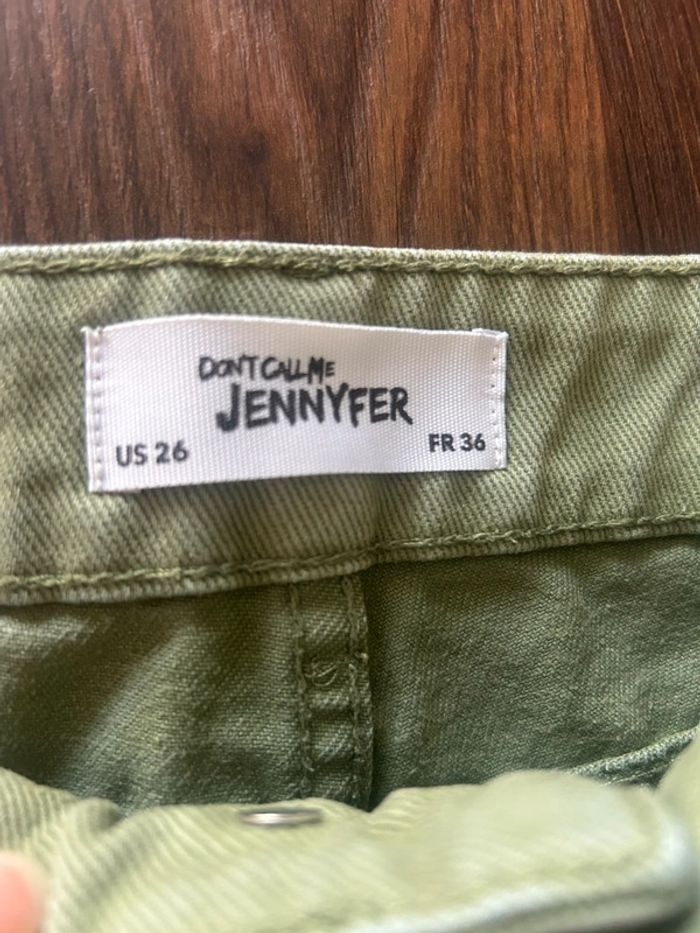 DON'T CALL ME
JENNYFER
US 26
FR 36